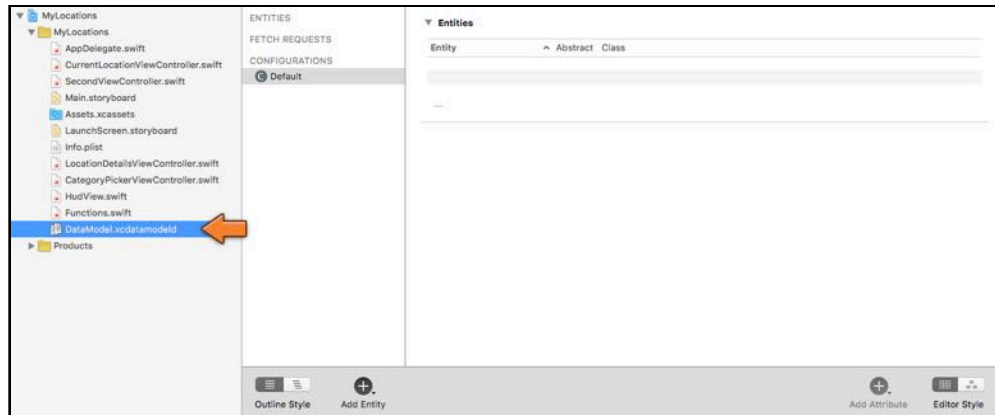 MyLocations
MyLocations
AppDelegate.swift
CurrentLocationViewController.swift
SecondViewController.swift
Main.storyboard
Assets.xcassets
LaunchScreen.storyboard
Info.plist
LocationDetailsViewController.swift
CategoryPickerViewController.swift
HudView.swift
Functions.swift
DataModel.xcdatamodeld
Products
ENTITIES
FETCH REQUESTS
CONFIGURATIONS
C Default
Entities
Entity Abstract Class
Outline Style Add Entity Add Attribute Editor Style